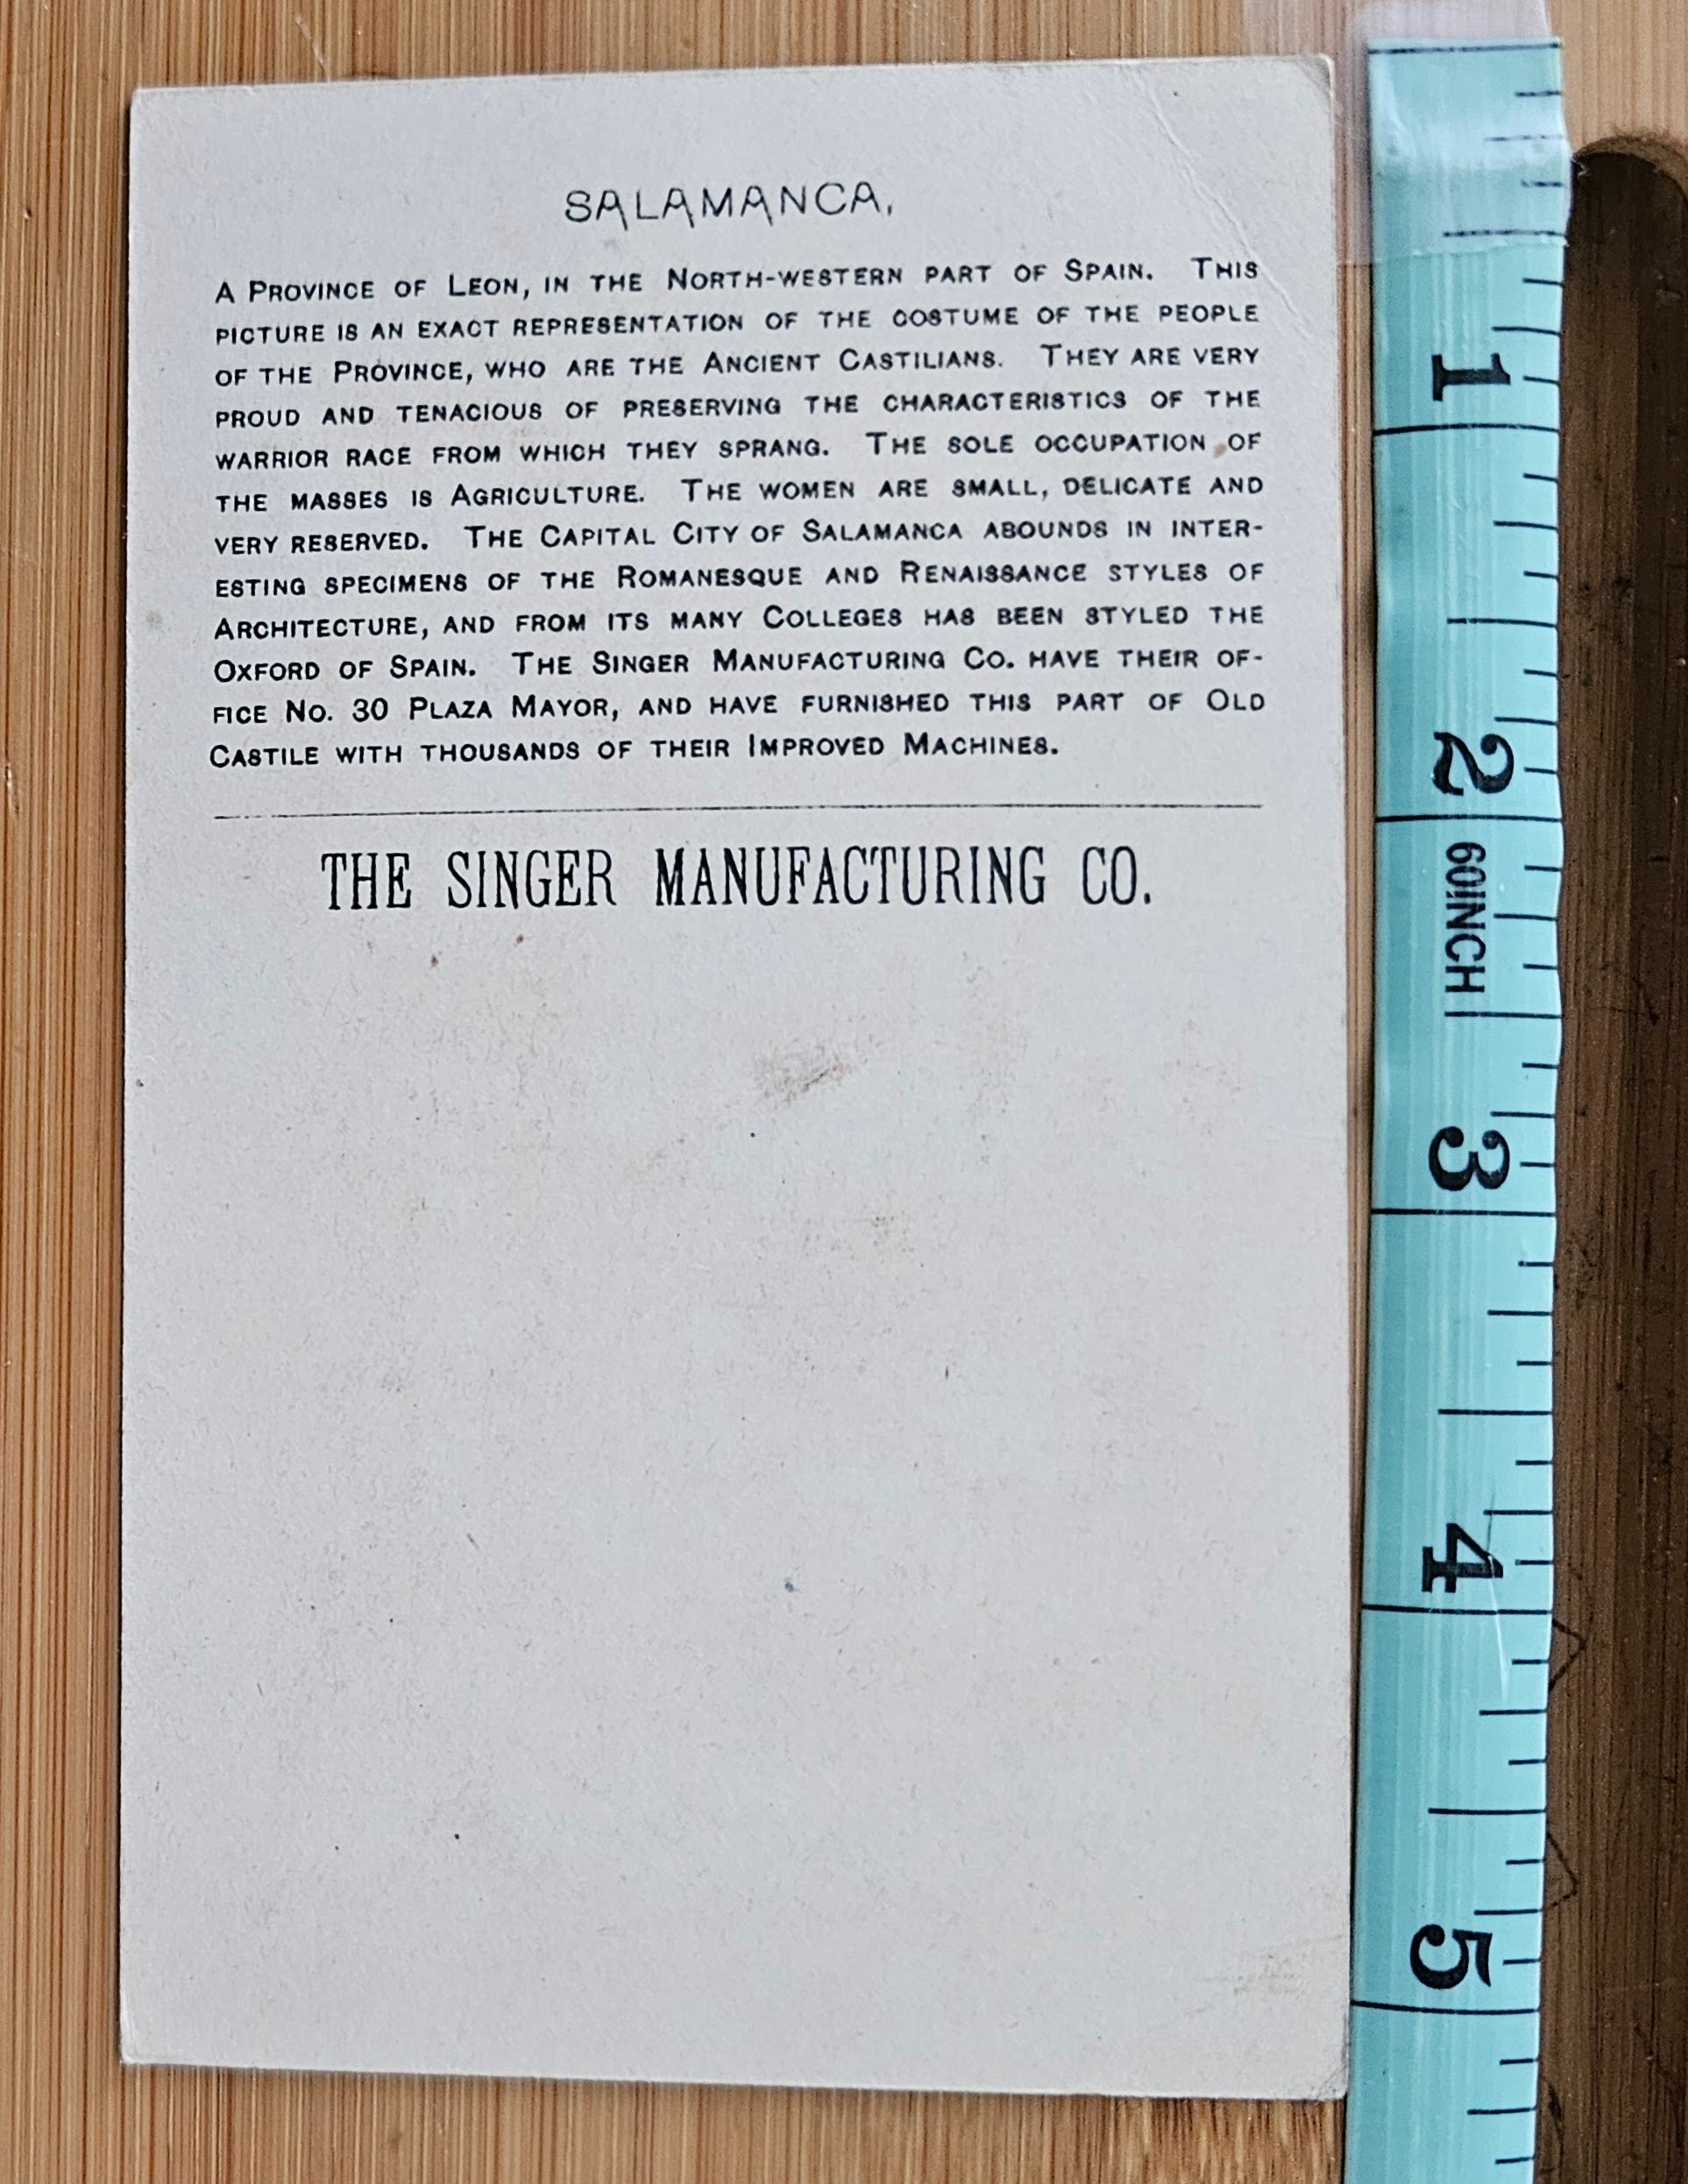 SALAMANCA.
A PROVINCE OF LEON, IN THE NORTH-WESTERN PART OF SPAIN. THIS
PICTURE IS AN EXACT REPRESENTATION OF THE COSTUME OF THE PEOPLE
OF THE PROVINCE, WHO ARE THE ANCIENT CASTILIANS. THEY ARE VERY
PROUD AND TENACIOUS OF PRESERVING THE CHARACTERISTICS OF THE
WARRIOR RACE FROM WHICH THEY SPRANG. THE SOLE OCCUPATION OF
THE MASSES IS AGRICULTURE. THE WOMEN ARE SMALL, DELICATE AND
VERY RESERVED. THE CAPITAL CITY OF SALAMANCA ABOUNDS IN INTER-
ESTING SPECIMENS OF THE ROMANESQUE AND RENAISSANCE STYLES OF
ARCHITECTURE, AND FROM ITS MANY COLLEGES HAS BEEN STYLED THE
OXFORD OF SPAIN. THE SINGER MANUFACTURING CO. HAVE THEIR OF-
FICE NO. 30 PLAZA MAYOR, AND HAVE FURNISHED THIS PART OF OLD
CASTILE WITH THOUSANDS OF THEIR IMPROVED MACHINES.
THE SINGER MANUFACTURING CO.
1
2
60INCH
3
4
5